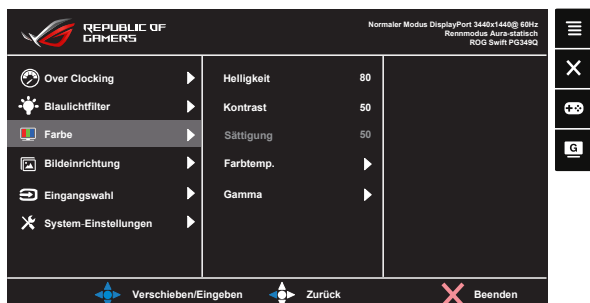 REPUBLIC OF
GAMERS
Normaler Modus DisplayPort 3440x1440@ 60Hz
Rennmodus Aura-statisch
ROG Swift PG349Q
Over Clocking
Blaulichtfilter
Farbe
Bildeinrichtung
Eingangswahl
System-Einstellungen
Helligkeit 80
Kontrast 50
Sättigung 50
Farbtemp.
Gamma
Verschieben/Eingeben Zurück Beenden
G